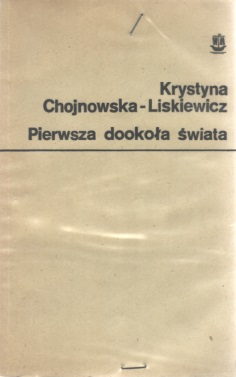 Krystyna
Chojnowska-Liskiewicz
Pierwsza dookoła świata